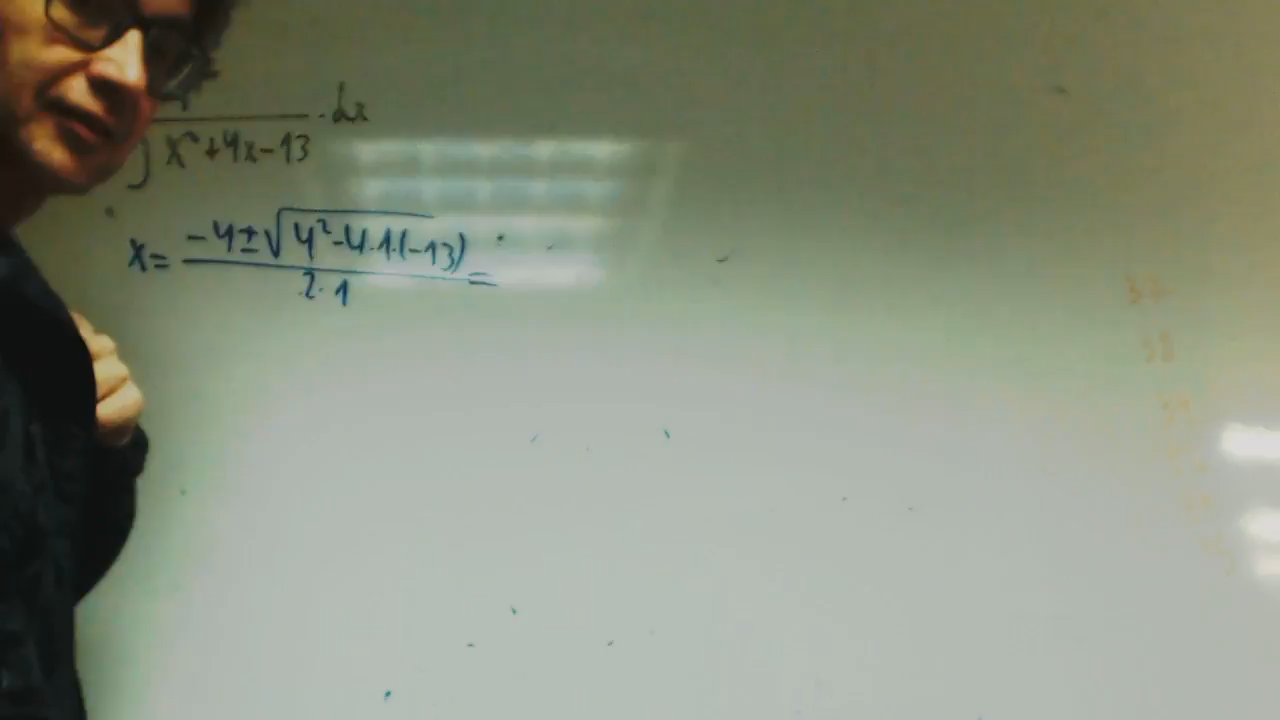 ∫ ─── · dx
x²+4x-13
x = (-4 ± √(4²-4·1·(-13))) / (2·1) =